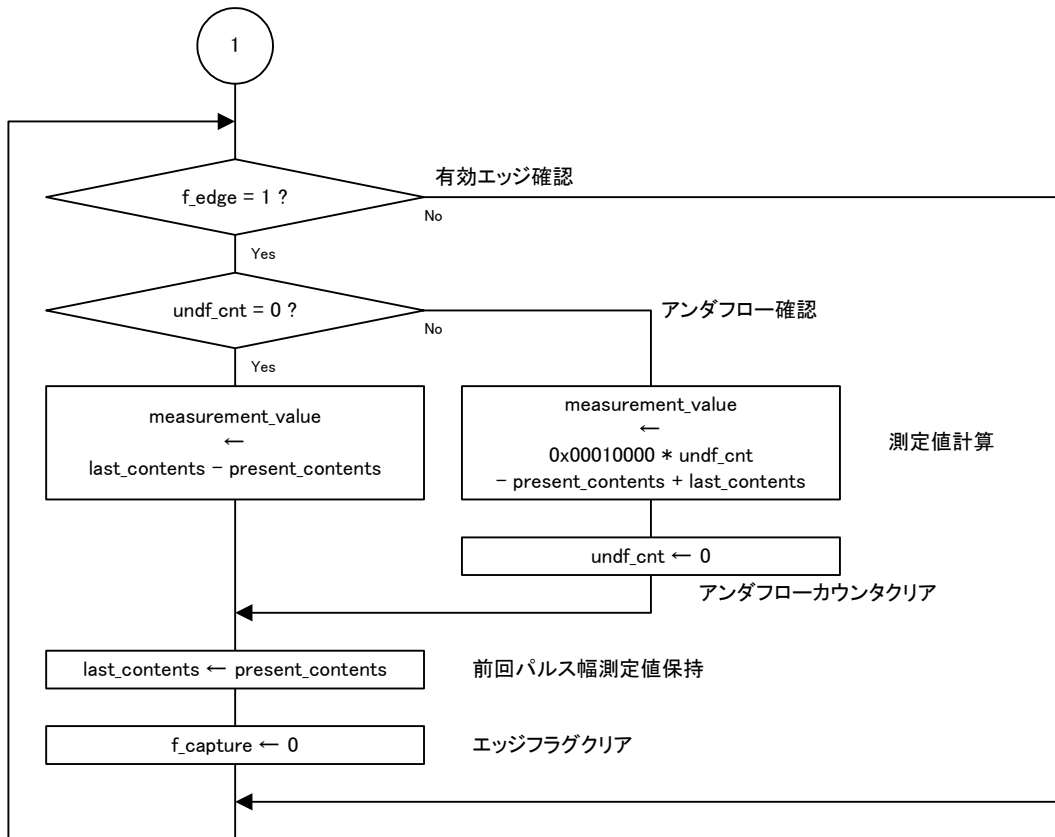 1
有効エッジ確認
f_edge = 1 ?
No
Yes
undf_cnt = 0 ?
アンダフロー確認
No
Yes
measurement_value
←
last_contents − present_contents
measurement_value
←
0x00010000 * undf_cnt
− present_contents + last_contents
測定値計算
undf_cnt ← 0
アンダフローカウンタクリア
last_contents ← present_contents
前回パルス幅測定値保持
f_capture ← 0
エッジフラグクリア